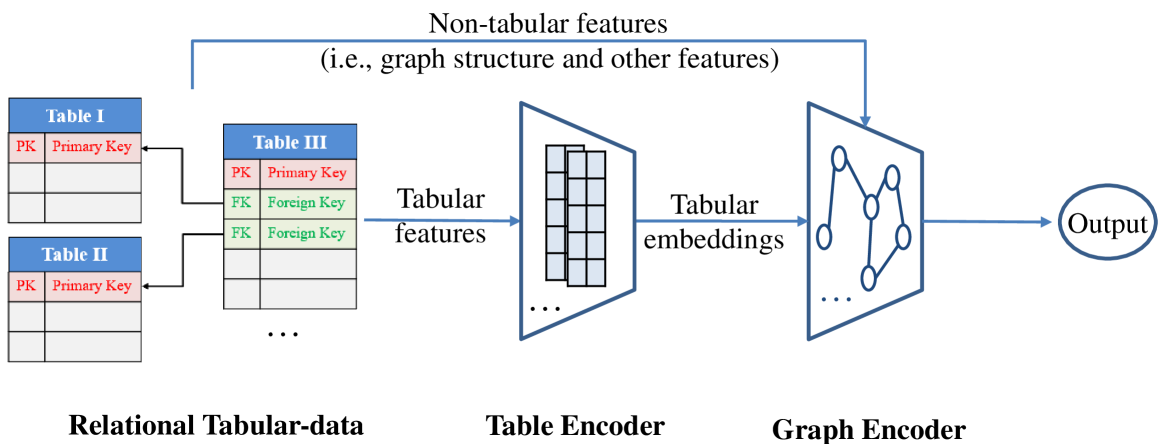 Non-tabular features
(i.e., graph structure and other features)
Table I
PK Primary Key
Table II
PK Primary Key
Table III
PK Primary Key
FK Foreign Key
FK Foreign Key
...
Tabular
features
...
Tabular
embeddings
...
Output
Relational Tabular-data
Table Encoder
Graph Encoder